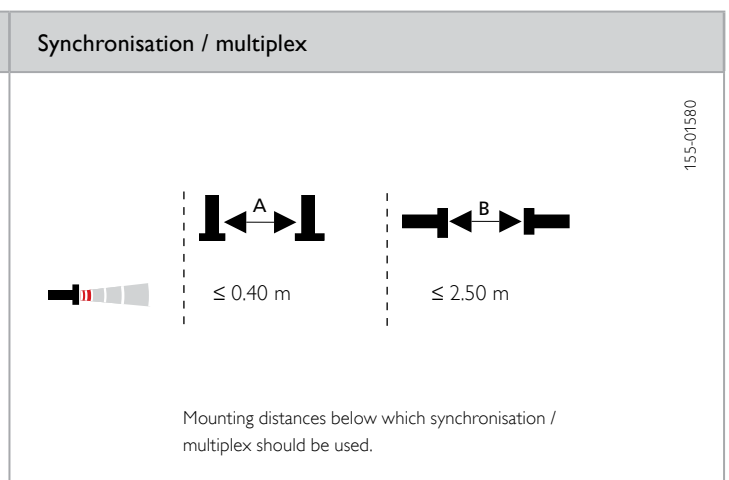 Synchronisation / multiplex
155-01580
A
B
≤ 0.40 m
≤ 2.50 m
Mounting distances below which synchronisation /
multiplex should be used.